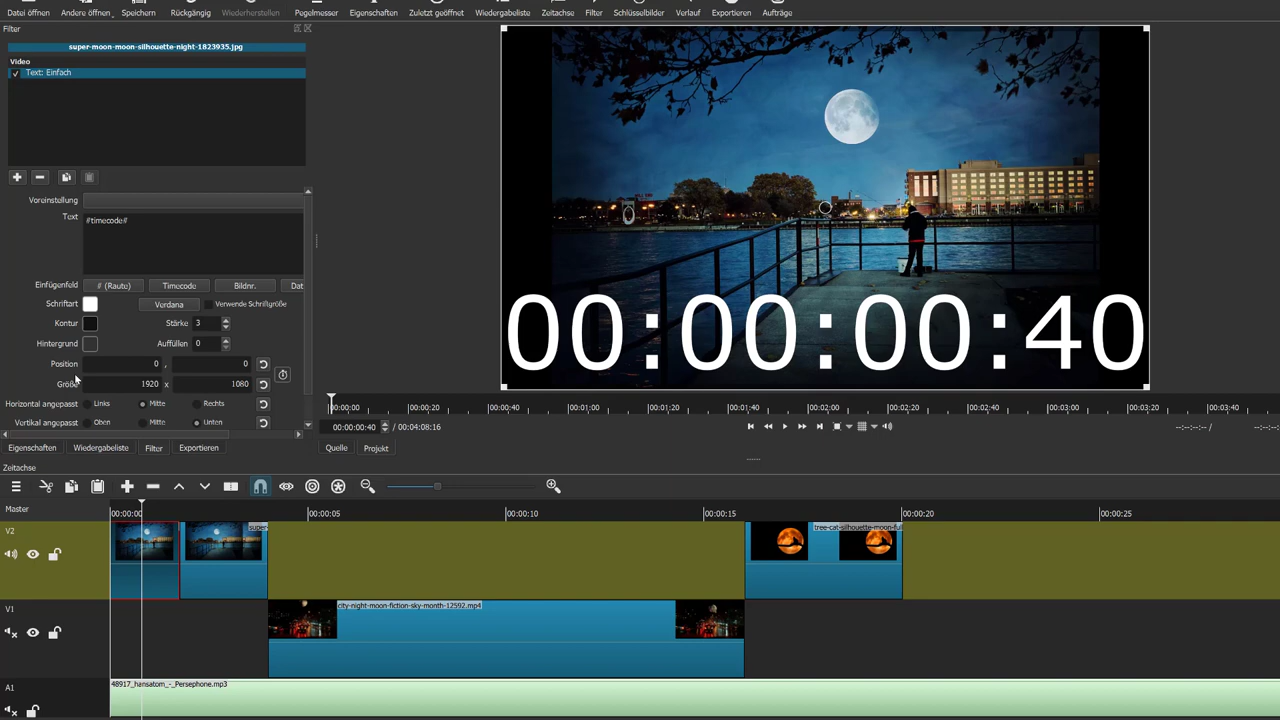 Datei öffnen Andere öffnen. Speichern Rückgängig Wiederherstellen Pegelmesser Eigenschaften Zuletzt geöffnet Wiedergabeliste Zeitachse Filter Schlüsselbilder Verlauf Exportieren Aufträge
Filter
super-moon-moon-silhouette-night-1823935.jpg
Video
Text: Einfach
Voreinstellung
Text
#timecode#
Einfügenfeld # (Raute) Timecode Bildnr. Dat
Schriftart Verdana Verwende Schriftgröße
Kontur Stärke 3
Hintergrund Auffüllen 0
Position 0 , 0
Größe 1920 x 1080
Horizontal angepasst Links Mitte Rechts
Vertikal angepasst Oben Mitte Unten
Eigenschaften Wiedergabeliste Filter Exportieren
00:00:00:40
00:00:00 00:00:20 00:00:40 00:01:00 00:01:20 00:01:40 00:02:00 00:02:20 00:02:40 00:03:00 00:03:20 00:03:40
00:00:00:40 / 00:04:08:16
--:--:--:-- /
Quelle Projekt
Zeitachse
Master
00:00:00 00:00:05 00:00:10 00:00:15 00:00:20 00:00:25
V2
super-
tree-cat-silhouette-moon-full
V1
city-night-moon-fiction-sky-month-12592.mp4
A1
48917_hansatom_-_Persephone.mp3